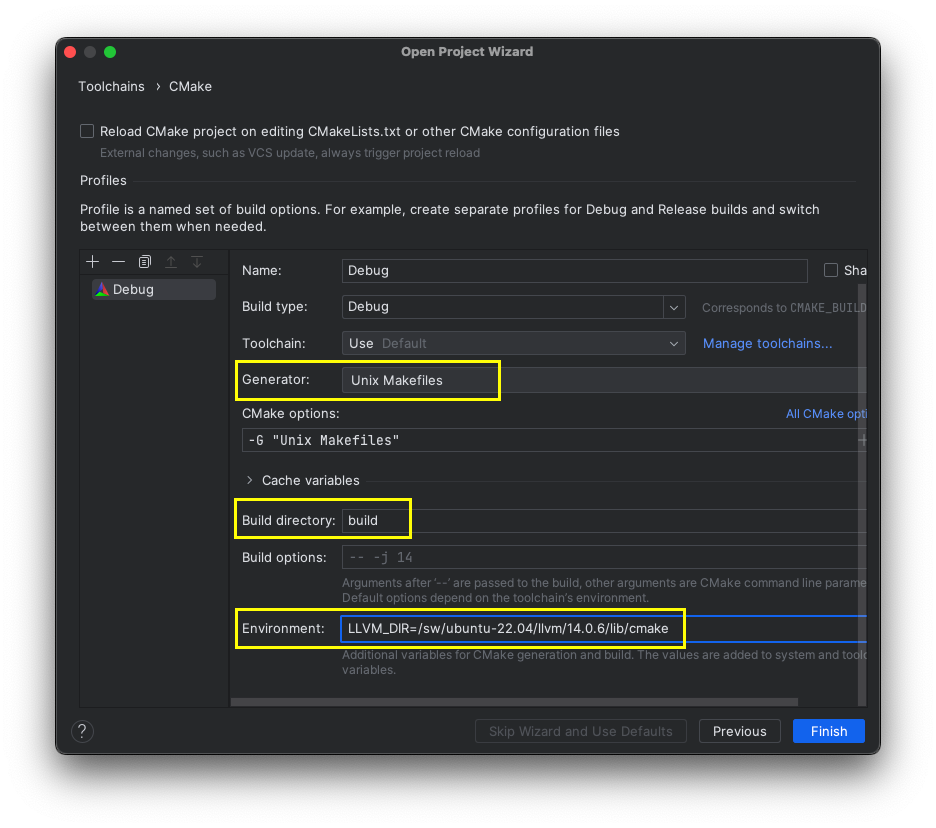 Open Project Wizard
Toolchains › CMake
Reload CMake project on editing CMakeLists.txt or other CMake configuration files
External changes, such as VCS update, always trigger project reload
Profiles
Profile is a named set of build options. For example, create separate profiles for Debug and Release builds and switch
between them when needed.
Debug
Name: Debug Sha
Build type: Debug Corresponds to CMAKE_BUILD
Toolchain: Use Default Manage toolchains...
Generator: Unix Makefiles
CMake options: All CMake opti
-G "Unix Makefiles"
Cache variables
Build directory: build
Build options: -- -j 14
Arguments after '--' are passed to the build, other arguments are CMake command line parame
Default options depend on the toolchain's environment.
Environment: LLVM_DIR=/sw/ubuntu-22.04/llvm/14.0.6/lib/cmake
Additional variables for CMake generation and build. The values are added to system and toolc
variables.
? Skip Wizard and Use Defaults Previous Finish